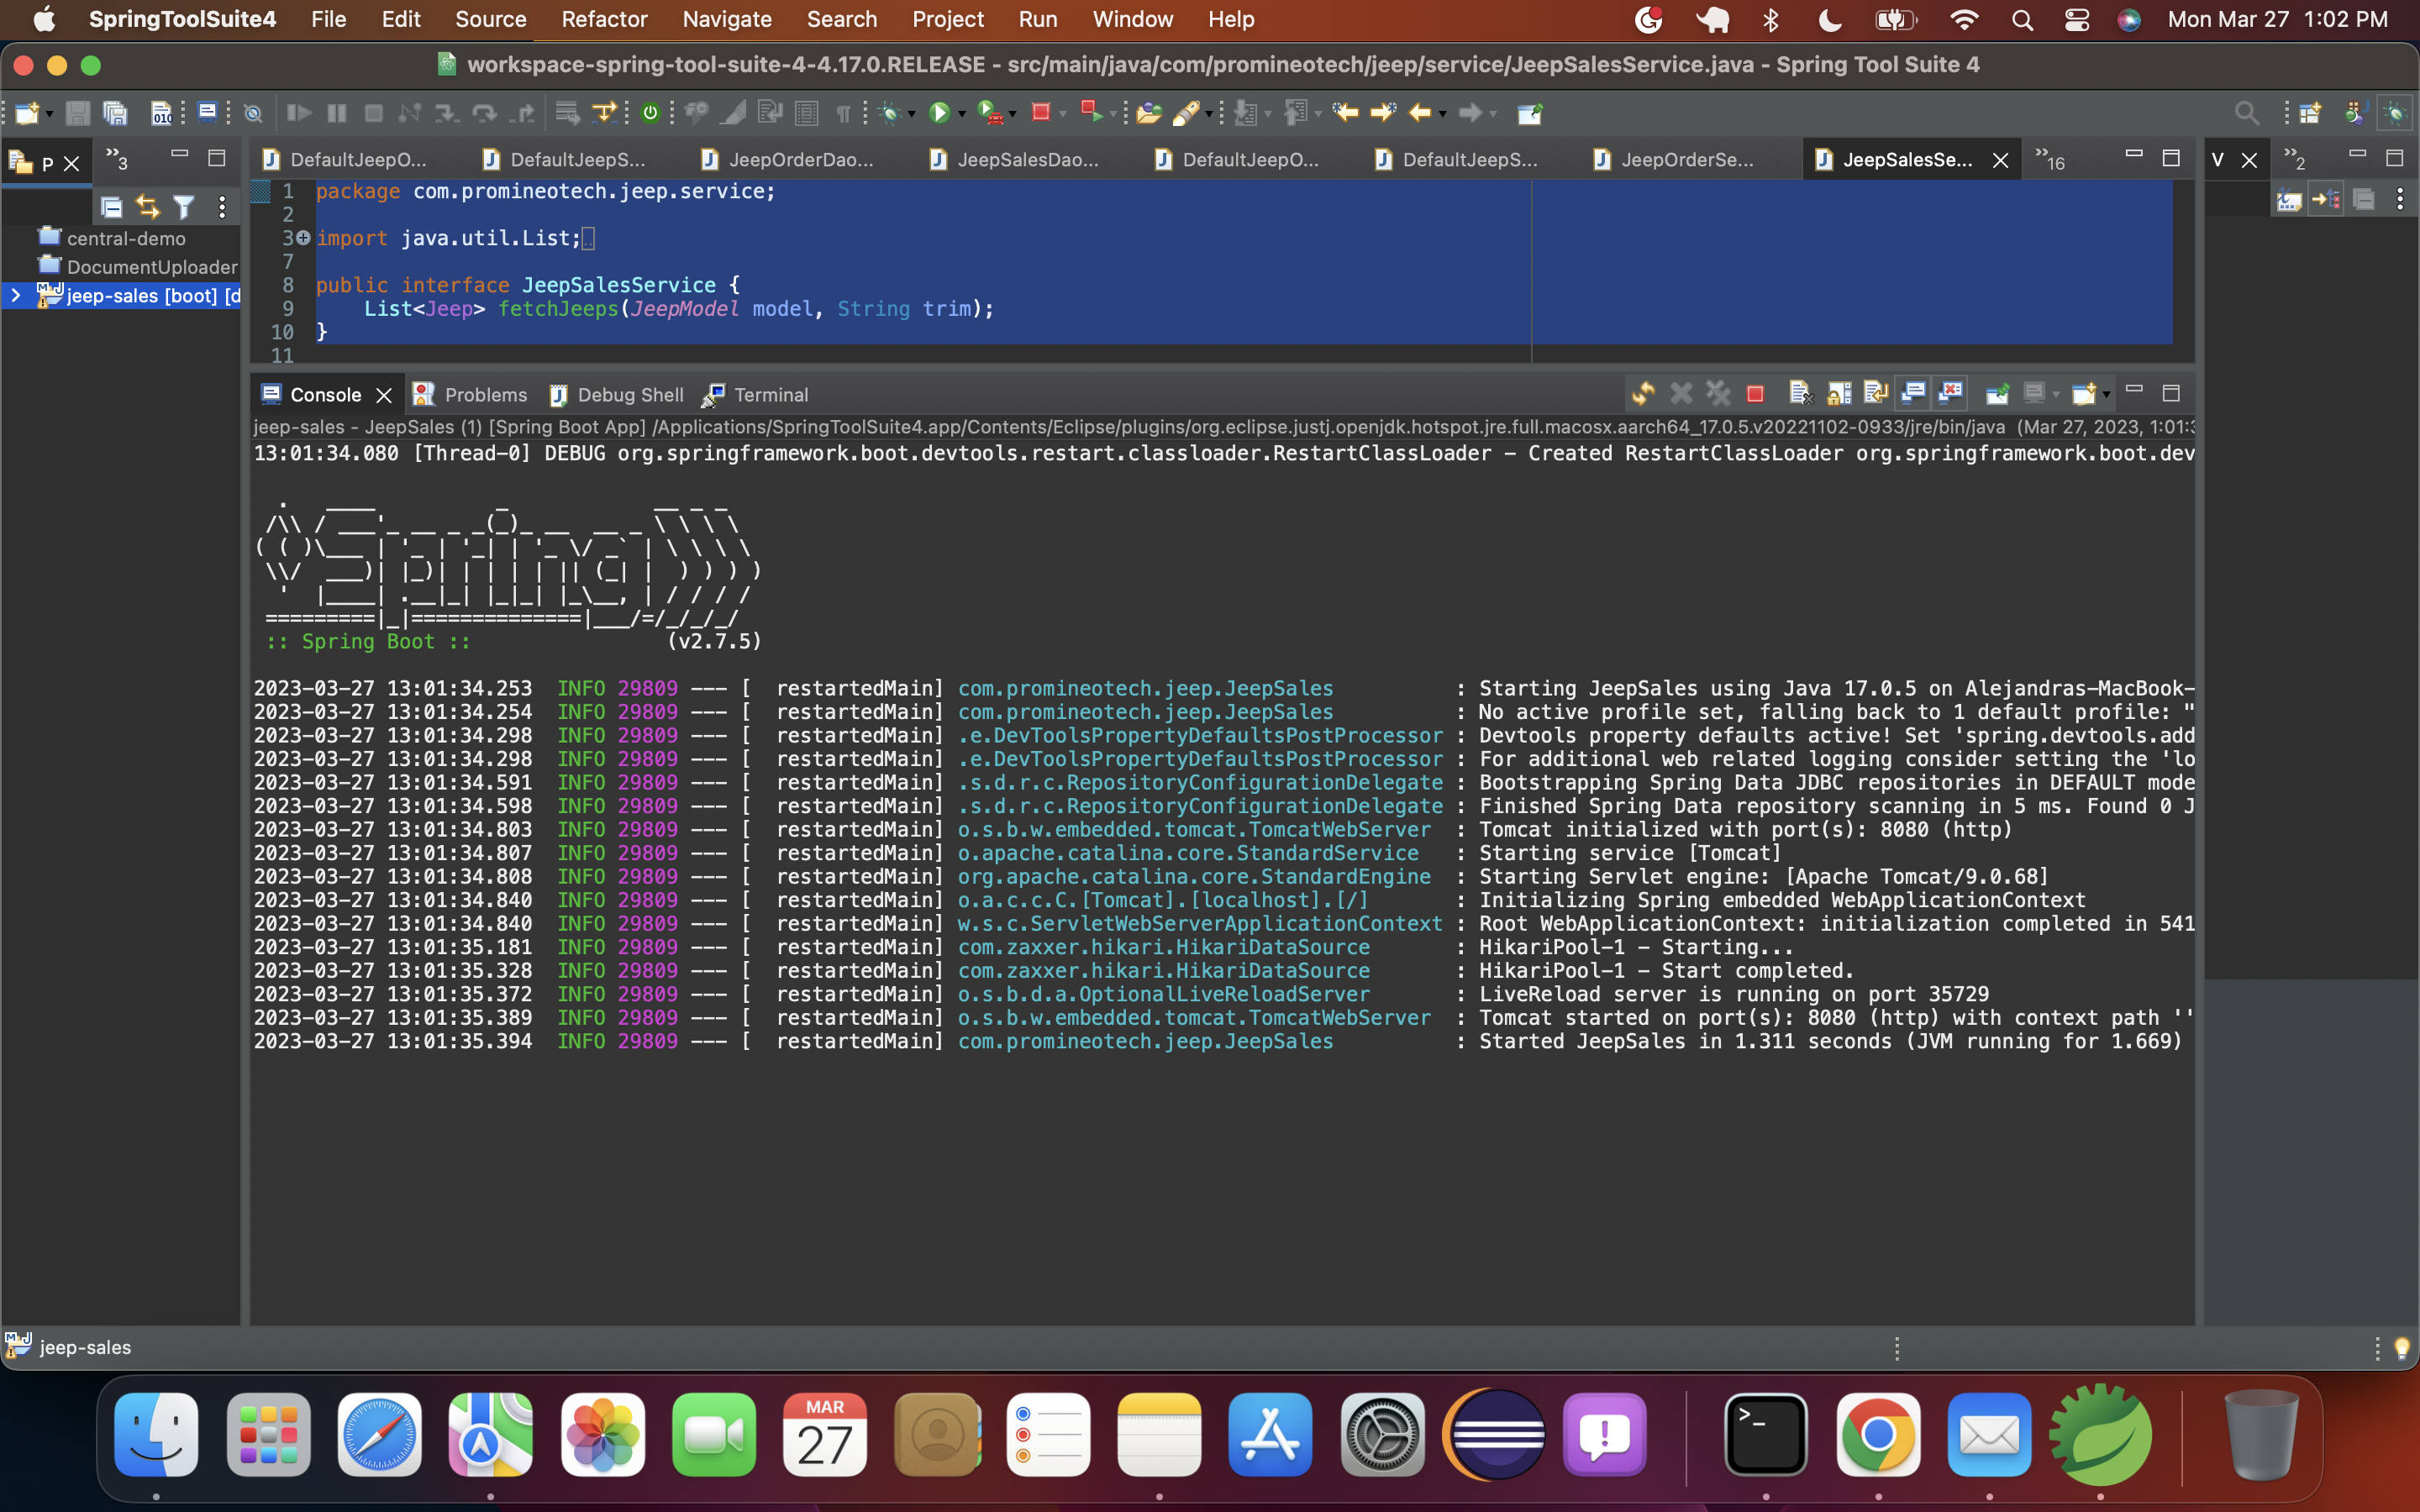 SpringToolSuite4 File Edit Source Refactor Navigate Search Project Run Window Help Mon Mar 27 1:02 PM
workspace-spring-tool-suite-4-4.17.0.RELEASE - src/main/java/com/promineotech/jeep/service/JeepSalesService.java - Spring Tool Suite 4
P 3 DefaultJeepO... DefaultJeepS... JeepOrderDao... JeepSalesDao... DefaultJeepO... DefaultJeepS... JeepOrderSe... JeepSalesSe... 16 V 2
central-demo
DocumentUploader
jeep-sales [boot] [d
1 package com.promineotech.jeep.service;
2
3 import java.util.List;
7
8 public interface JeepSalesService {
9 List<Jeep> fetchJeeps(JeepModel model, String trim);
10 }
11
Console Problems Debug Shell Terminal
jeep-sales - JeepSales (1) [Spring Boot App] /Applications/SpringToolSuite4.app/Contents/Eclipse/plugins/org.eclipse.justj.openjdk.hotspot.jre.full.macosx.aarch64_17.0.5.v20221102-0933/jre/bin/java (Mar 27, 2023, 1:01:3
13:01:34.080 [Thread-0] DEBUG org.springframework.boot.devtools.restart.classloader.RestartClassLoader - Created RestartClassLoader org.springframework.boot.dev
Spring
:: Spring Boot :: (v2.7.5)
2023-03-27 13:01:34.253 INFO 29809 --- [ restartedMain] com.promineotech.jeep.JeepSales : Starting JeepSales using Java 17.0.5 on Alejandras-MacBook-
2023-03-27 13:01:34.254 INFO 29809 --- [ restartedMain] com.promineotech.jeep.JeepSales : No active profile set, falling back to 1 default profile: "
2023-03-27 13:01:34.298 INFO 29809 --- [ restartedMain] .e.DevToolsPropertyDefaultsPostProcessor : Devtools property defaults active! Set 'spring.devtools.add
2023-03-27 13:01:34.298 INFO 29809 --- [ restartedMain] .e.DevToolsPropertyDefaultsPostProcessor : For additional web related logging consider setting the 'lo
2023-03-27 13:01:34.591 INFO 29809 --- [ restartedMain] .s.d.r.c.RepositoryConfigurationDelegate : Bootstrapping Spring Data JDBC repositories in DEFAULT mode
2023-03-27 13:01:34.598 INFO 29809 --- [ restartedMain] .s.d.r.c.RepositoryConfigurationDelegate : Finished Spring Data repository scanning in 5 ms. Found 0 J
2023-03-27 13:01:34.803 INFO 29809 --- [ restartedMain] o.s.b.w.embedded.tomcat.TomcatWebServer : Tomcat initialized with port(s): 8080 (http)
2023-03-27 13:01:34.807 INFO 29809 --- [ restartedMain] o.apache.catalina.core.StandardService : Starting service [Tomcat]
2023-03-27 13:01:34.808 INFO 29809 --- [ restartedMain] org.apache.catalina.core.StandardEngine : Starting Servlet engine: [Apache Tomcat/9.0.68]
2023-03-27 13:01:34.840 INFO 29809 --- [ restartedMain] o.a.c.c.C.[Tomcat].[localhost].[/] : Initializing Spring embedded WebApplicationContext
2023-03-27 13:01:34.840 INFO 29809 --- [ restartedMain] w.s.c.ServletWebServerApplicationContext : Root WebApplicationContext: initialization completed in 541
2023-03-27 13:01:35.181 INFO 29809 --- [ restartedMain] com.zaxxer.hikari.HikariDataSource : HikariPool-1 - Starting...
2023-03-27 13:01:35.328 INFO 29809 --- [ restartedMain] com.zaxxer.hikari.HikariDataSource : HikariPool-1 - Start completed.
2023-03-27 13:01:35.372 INFO 29809 --- [ restartedMain] o.s.b.d.a.OptionalLiveReloadServer : LiveReload server is running on port 35729
2023-03-27 13:01:35.389 INFO 29809 --- [ restartedMain] o.s.b.w.embedded.tomcat.TomcatWebServer : Tomcat started on port(s): 8080 (http) with context path ''
2023-03-27 13:01:35.394 INFO 29809 --- [ restartedMain] com.promineotech.jeep.JeepSales : Started JeepSales in 1.311 seconds (JVM running for 1.669)
jeep-sales
MAR
27